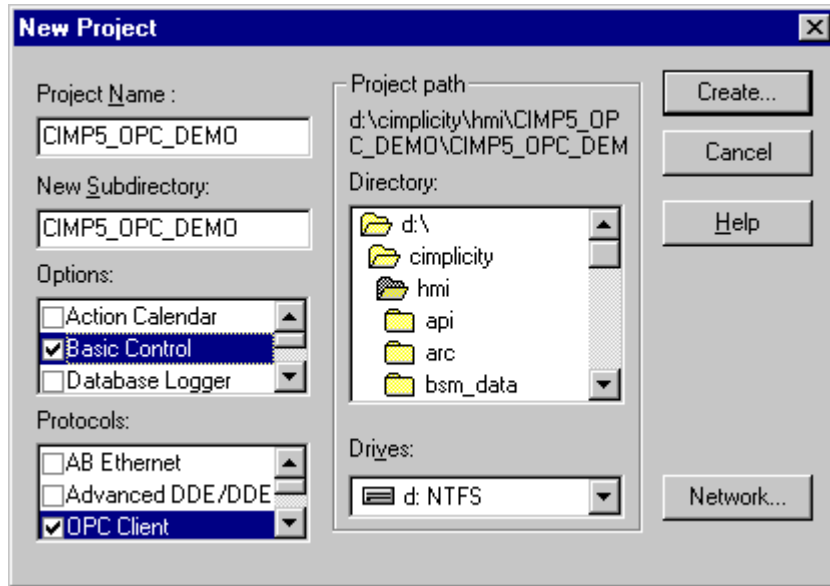 New Project
Project Name :
CIMP5_OPC_DEMO
New Subdirectory:
CIMP5_OPC_DEMO
Options:
Action Calendar
Basic Control
Database Logger
Protocols:
AB Ethernet
Advanced DDE/DDE
OPC Client
Project path
d:\cimplicity\hmi\CIMP5_OP
C_DEMO\CIMP5_OPC_DEM
Directory:
d:\
cimplicity
hmi
api
arc
bsm_data
Drives:
d: NTFS
Create...
Cancel
Help
Network...